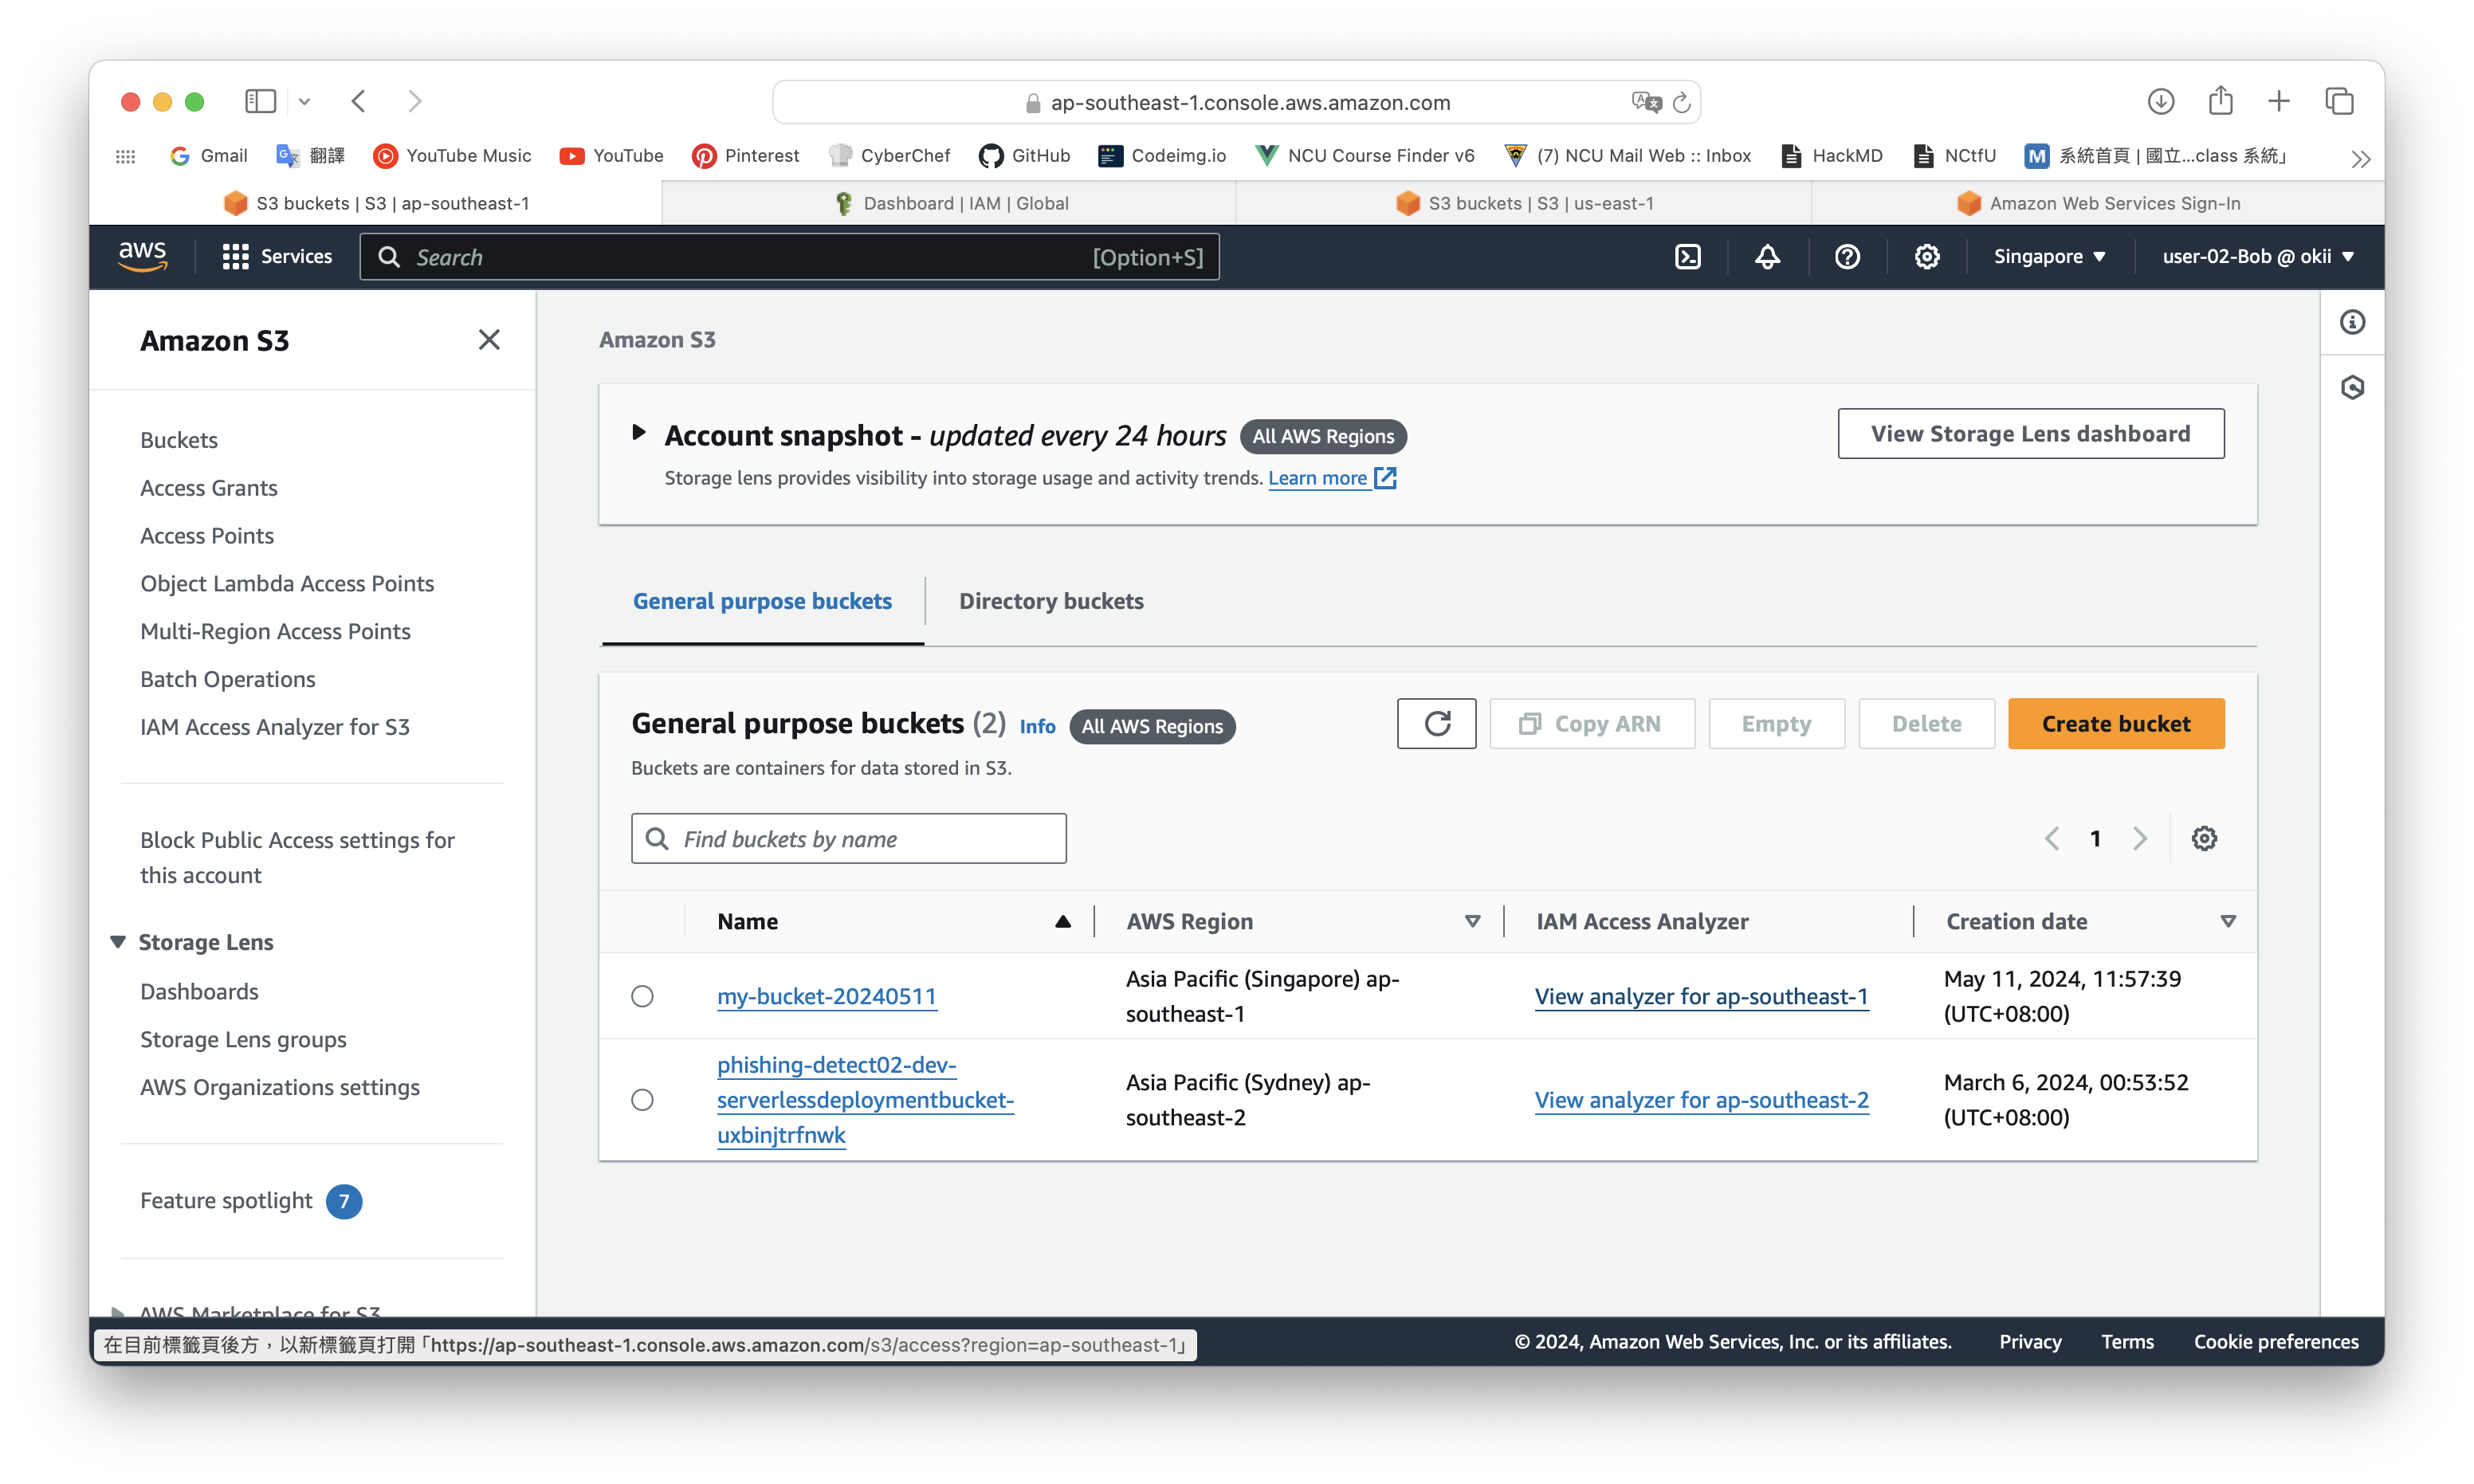 ap-southeast-1.console.aws.amazon.com
Gmail
翻譯
YouTube Music
YouTube
Pinterest
CyberChef
GitHub
Codeimg.io
NCU Course Finder v6
(7) NCU Mail Web :: Inbox
HackMD
NCtfU
M 系統首頁 | 國立...class 系統」
S3 buckets | S3 | ap-southeast-1
Dashboard | IAM | Global
S3 buckets | S3 | us-east-1
Amazon Web Services Sign-In
aws
Services
Search
[Option+S]
Singapore
user-02-Bob @ okii
Amazon S3
Buckets
Access Grants
Access Points
Object Lambda Access Points
Multi-Region Access Points
Batch Operations
IAM Access Analyzer for S3
Block Public Access settings for
this account
Storage Lens
Dashboards
Storage Lens groups
AWS Organizations settings
Feature spotlight 7
AWS Marketplace for S3
Amazon S3
Account snapshot - updated every 24 hours
All AWS Regions
Storage lens provides visibility into storage usage and activity trends. Learn more
View Storage Lens dashboard
General purpose buckets
Directory buckets
General purpose buckets (2) Info
All AWS Regions
Buckets are containers for data stored in S3.
Copy ARN
Empty
Delete
Create bucket
Find buckets by name
1
Name
AWS Region
IAM Access Analyzer
Creation date
my-bucket-20240511
Asia Pacific (Singapore) ap-
southeast-1
View analyzer for ap-southeast-1
May 11, 2024, 11:57:39
(UTC+08:00)
phishing-detect02-dev-
serverlessdeploymentbucket-
uxbinjtrfnwk
Asia Pacific (Sydney) ap-
southeast-2
View analyzer for ap-southeast-2
March 6, 2024, 00:53:52
(UTC+08:00)
在目前標籤頁後方，以新標籤頁打開「https://ap-southeast-1.console.aws.amazon.com/s3/access?region=ap-southeast-1」
© 2024, Amazon Web Services, Inc. or its affiliates.
Privacy
Terms
Cookie preferences